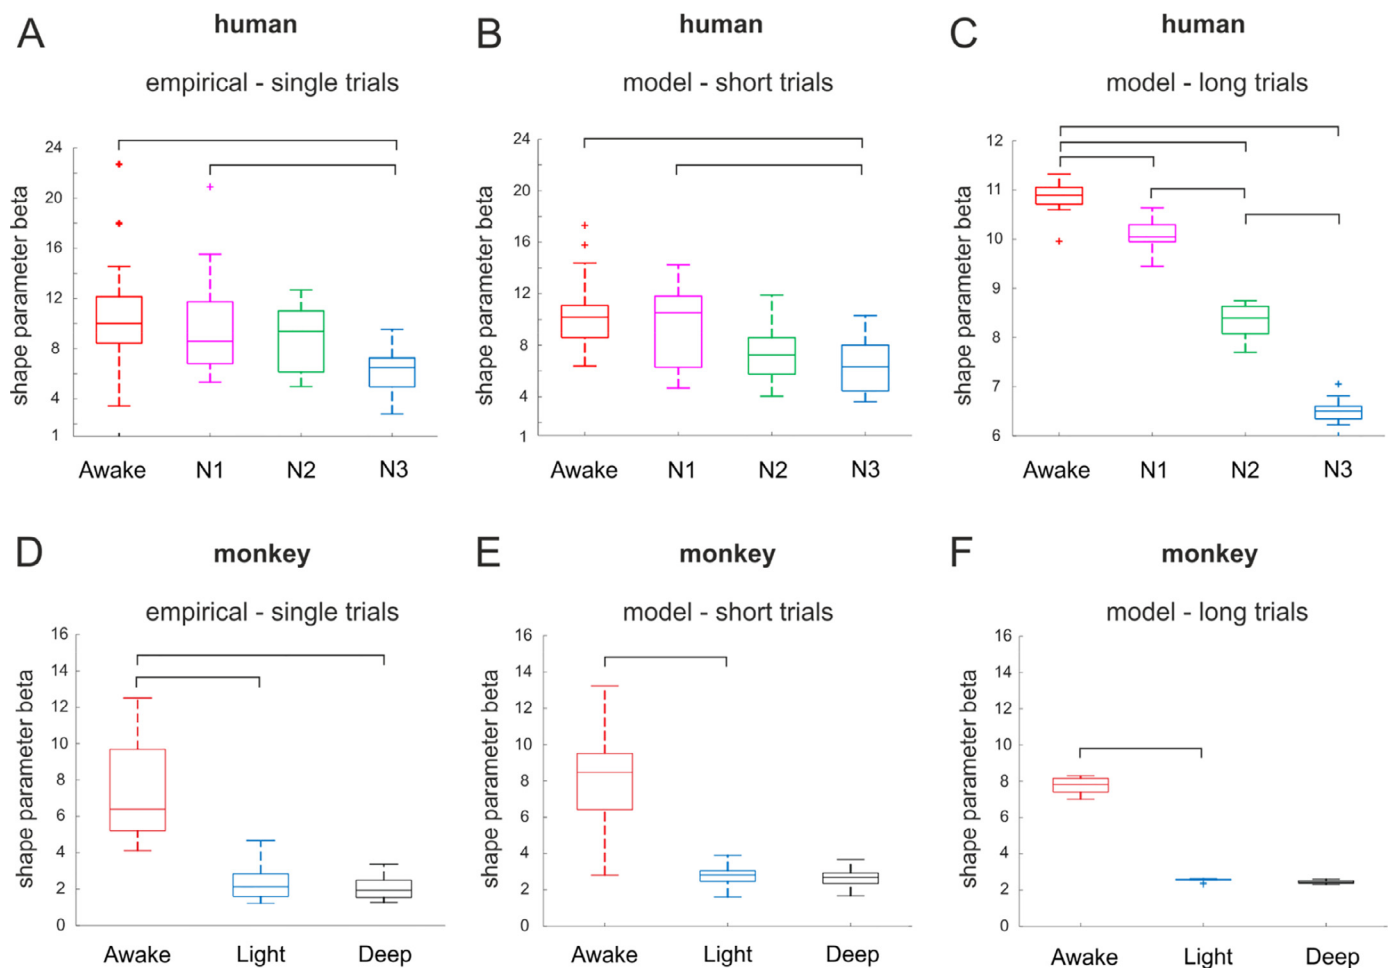 A
human
empirical - single trials
shape parameter beta
24
20
16
12
8
4
1
Awake N1 N2 N3
B
human
model - short trials
shape parameter beta
24
20
16
12
8
4
1
Awake N1 N2 N3
C
human
model - long trials
shape parameter beta
12
11
10
9
8
7
6
Awake N1 N2 N3
D
monkey
empirical - single trials
shape parameter beta
16
14
12
10
8
6
4
2
0
Awake Light Deep
E
monkey
model - short trials
shape parameter beta
16
14
12
10
8
6
4
2
0
Awake Light Deep
F
monkey
model - long trials
shape parameter beta
16
14
12
10
8
6
4
2
0
Awake Light Deep